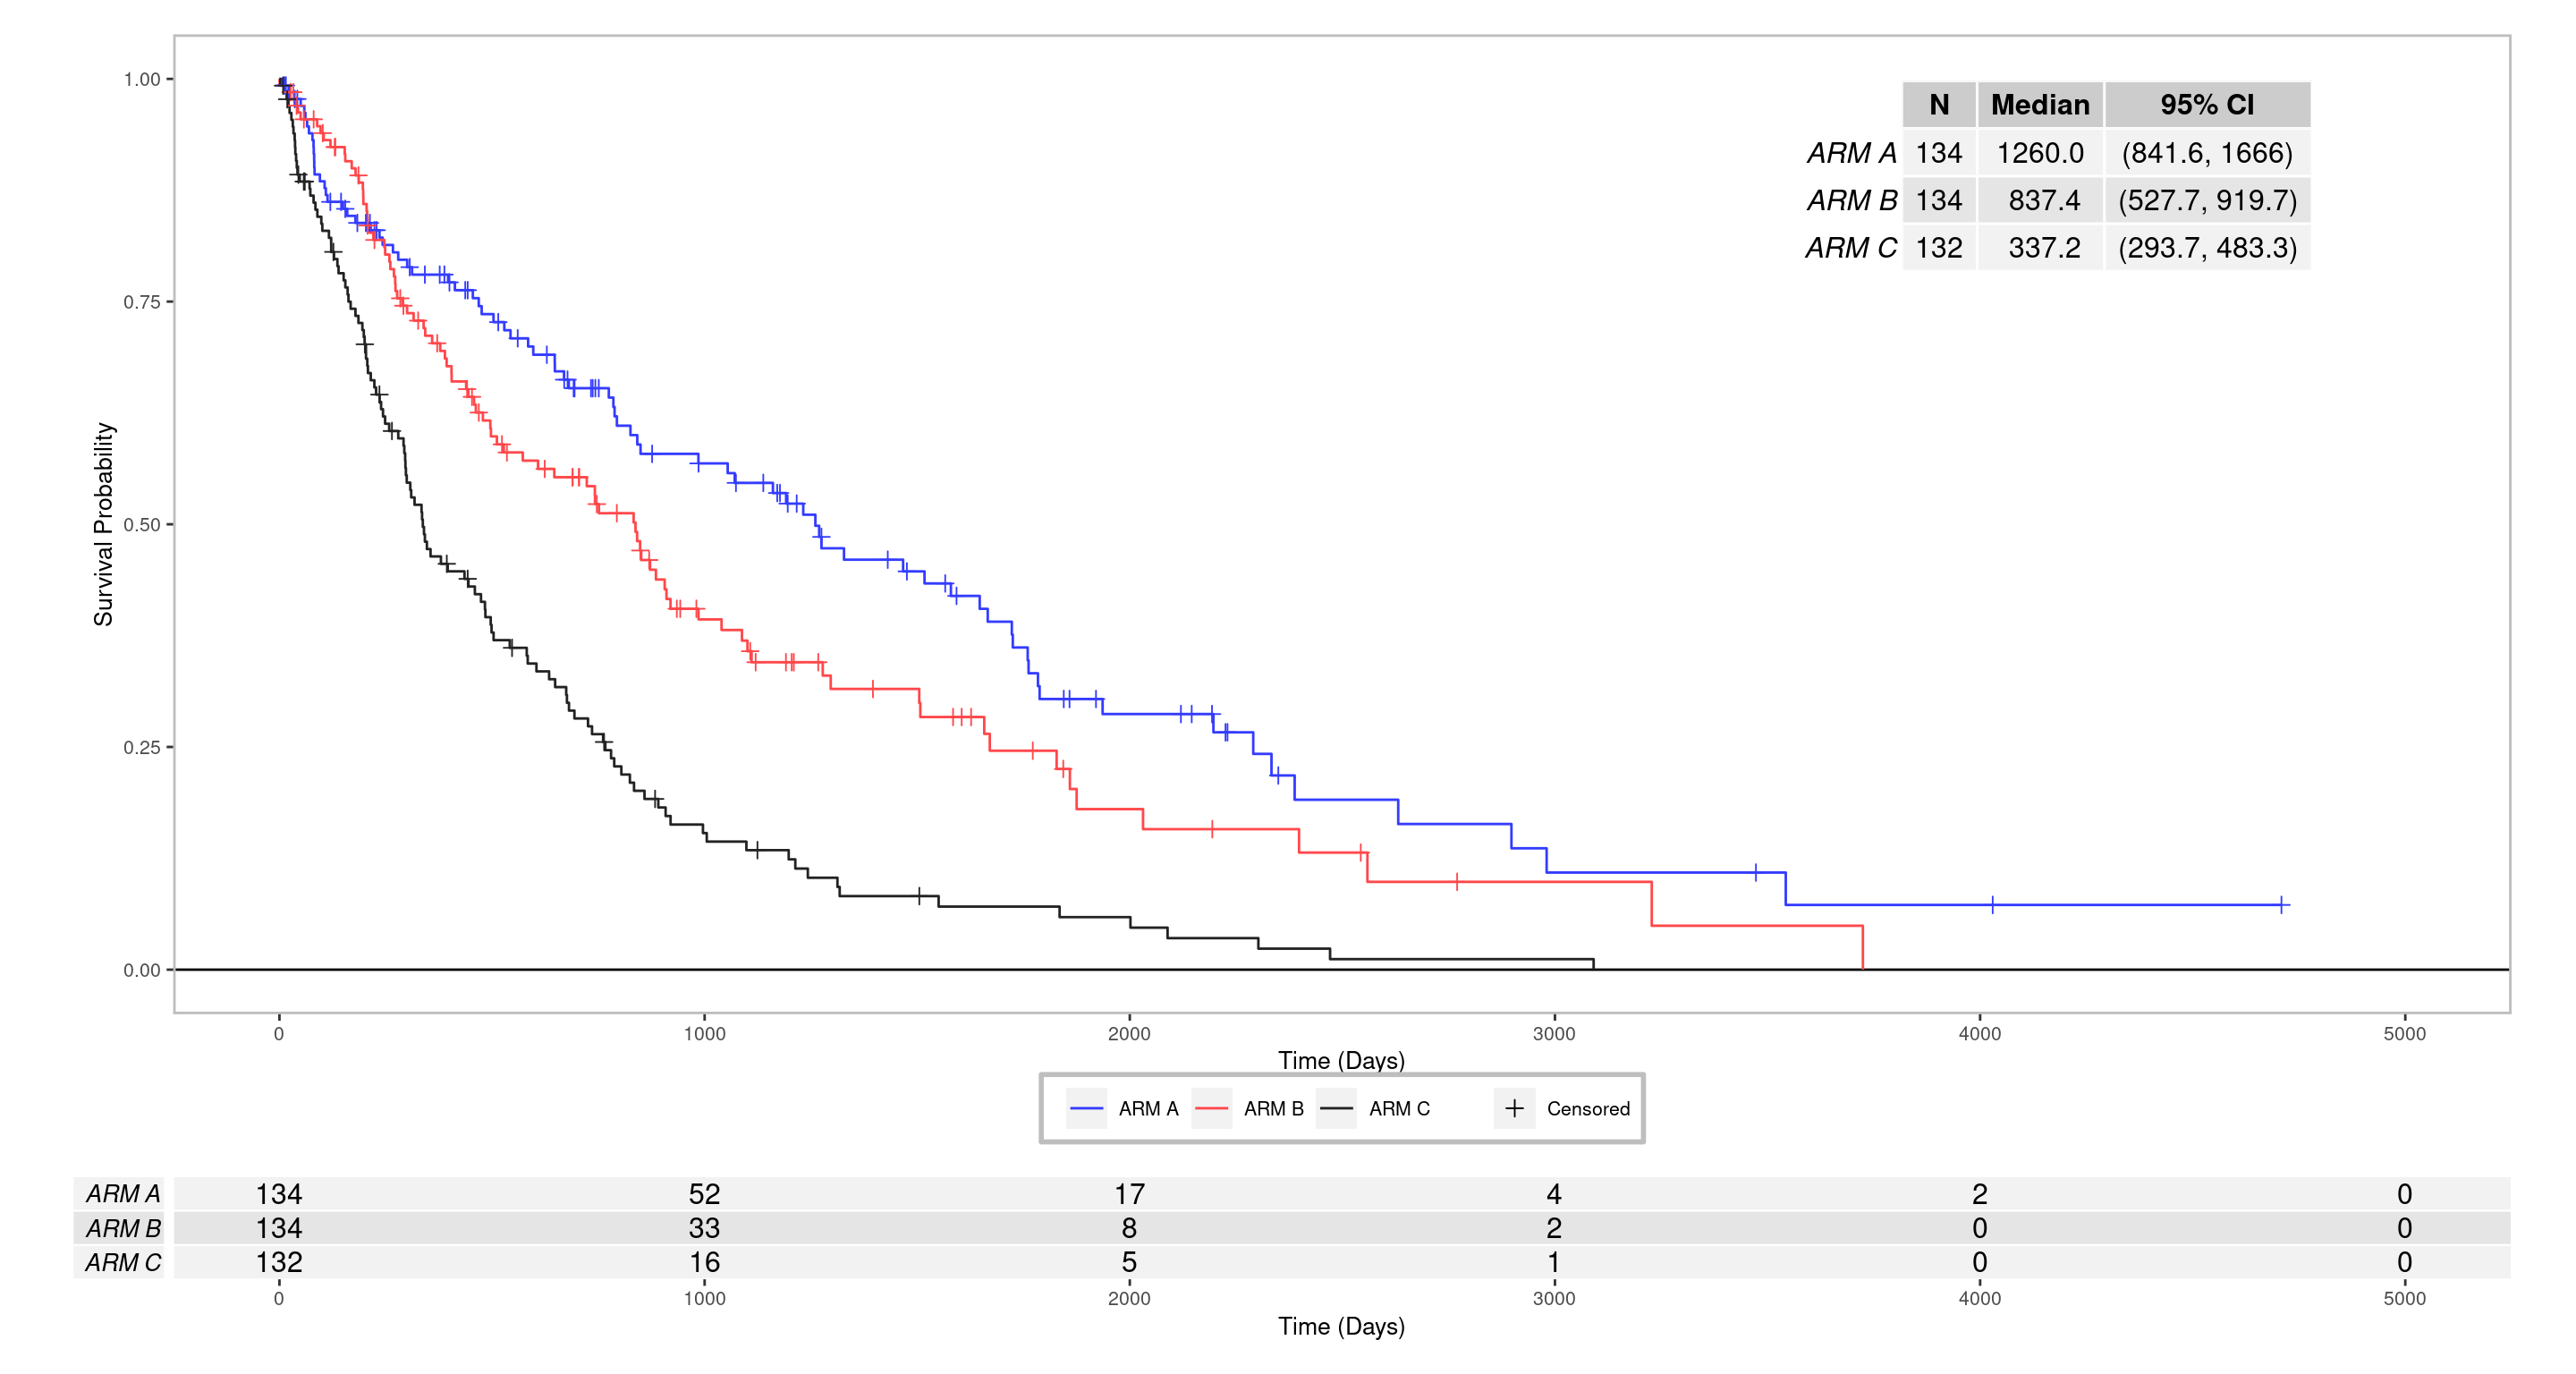 N Median 95% CI
ARM A 134 1260.0 (841.6, 1666)
ARM B 134 837.4 (527.7, 919.7)
ARM C 132 337.2 (293.7, 483.3)
Survival Probability
1.00
0.75
0.50
0.25
0.00
0 1000 2000 3000 4000 5000
Time (Days)
ARM A ARM B ARM C Censored
ARM A 134 52 17 4 2 0
ARM B 134 33 8 2 0 0
ARM C 132 16 5 1 0 0
0 1000 2000 3000 4000 5000
Time (Days)